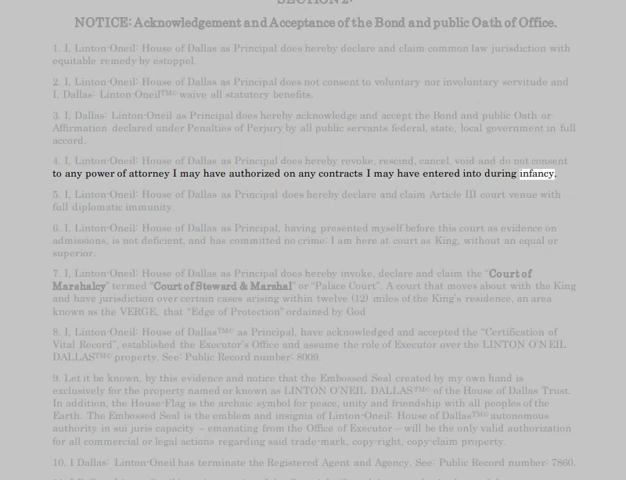 SECTION 2:
NOTICE: Acknowledgement and Acceptance of the Bond and public Oath of Office.
1. I, Linton-Oneil: House of Dallas as Principal does hereby declare and claim common law jurisdiction with
equitable remedy by estoppel.
2. I, Linton-Oneil: House of Dallas as Principal does not consent to voluntary nor involuntary servitude and
I, Dallas: Linton-Oneil™© waive all statutory benefits.
3. I, Dallas: Linton-Oneil as Principal does hereby acknowledge and accept the Bond and public Oath or
Affirmation declared under Penalties of Perjury by all public servants federal, state, local government in full
accord.
4. I, Linton-Oneil: House of Dallas as Principal does hereby revoke, rescind, cancel, void and do not consent
to any power of attorney I may have authorized on any contracts I may have entered into during infancy.
5. I, Linton-Oneil: House of Dallas as Principal does hereby declare and claim Article III court venue with
full diplomatic immunity.
6. I, Linton-Oneil: House of Dallas as Principal, having presented myself before this court as evidence on
admissions, is not deficient, and has committed no crime; I am here at court as King, without an equal or
superior.
7. I, Linton-Oneil: House of Dallas as Principal does hereby invoke, declare and claim the "Court of
Marshalcy" termed "Court of Steward & Marshal" or "Palace Court". A court that moves about with the King
and have jurisdiction over certain cases arising within twelve (12) miles of the King's residence, an area
known as the VERGE, that "Edge of Protection" ordained by God
8. I, Linton-Oneil: House of Dallas™© as Principal, have acknowledged and accepted the "Certification of
Vital Record", established the Executor's Office and assume the role of Executor over the LINTON O'NEIL
DALLAS™© property. See: Public Record number: 8009.
9. Let it be known, by this evidence and notice that the Embossed Seal created by my own hand is
exclusively for the property named or known as LINTON O'NEIL DALLAS™© of the House of Dallas Trust.
In addition, the House-Flag is the archaic symbol for peace, unity and friendship with all peoples of the
Earth. The Embossed Seal is the emblem and insignia of Linton-Oneil: House of Dallas™© autonomous
authority in sui juris capacity – emanating from the Office of Executor – will be the only valid authorization
for all commercial or legal actions regarding said trade-mark, copy-right, copy-claim property.
10. I Dallas: Linton-Oneil has terminate the Registered Agent and Agency. See: Public Record number: 7860.